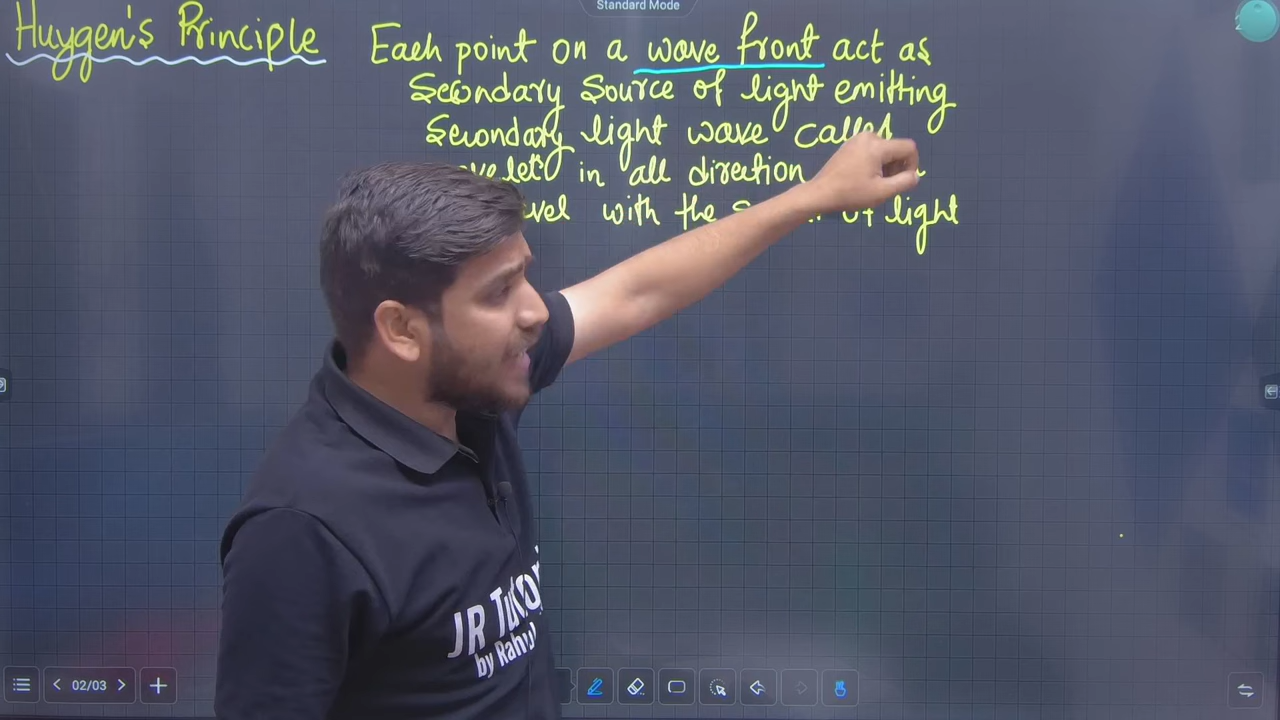 Standard Mode
Huygen's Principle
Each point on a wave front act as
Secondary Source of light emitting
Secondary light wave called
in all direction
with the of light
JR
by Rahul
02/03